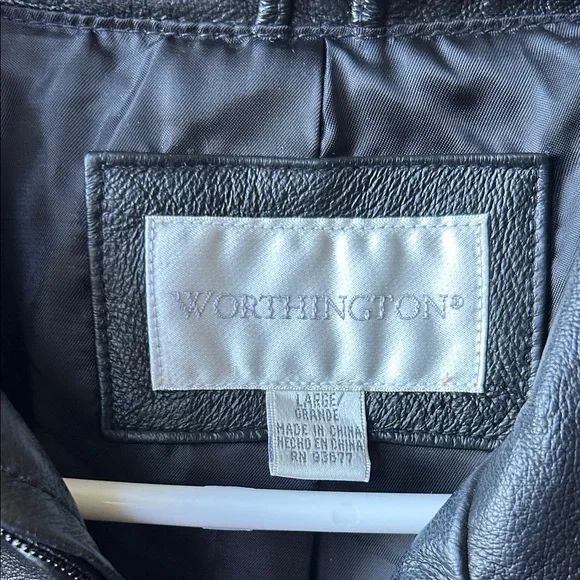 WORTHINGTON®
LARGE/
GRANDE
MADE IN CHINA
HECHO EN CHINA
RN 93677